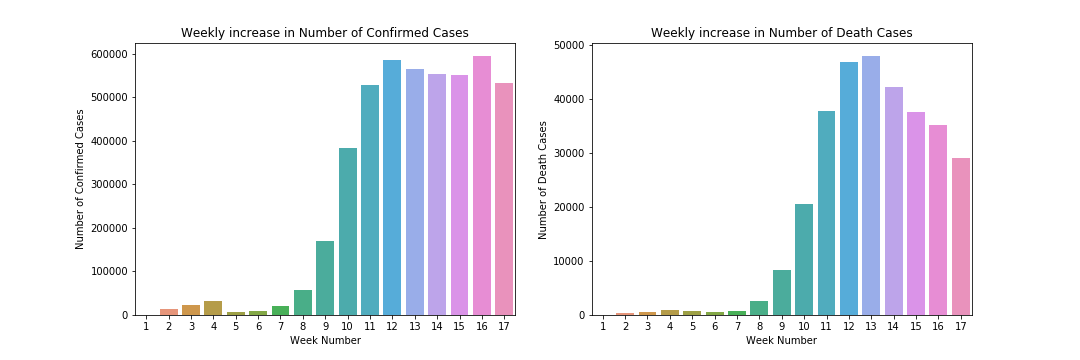 Weekly increase in Number of Confirmed Cases
Number of Confirmed Cases
600000
500000
400000
300000
200000
100000
0
1 2 3 4 5 6 7 8 9 10 11 12 13 14 15 16 17
Week Number
Weekly increase in Number of Death Cases
Number of Death Cases
50000
40000
30000
20000
10000
0
1 2 3 4 5 6 7 8 9 10 11 12 13 14 15 16 17
Week Number